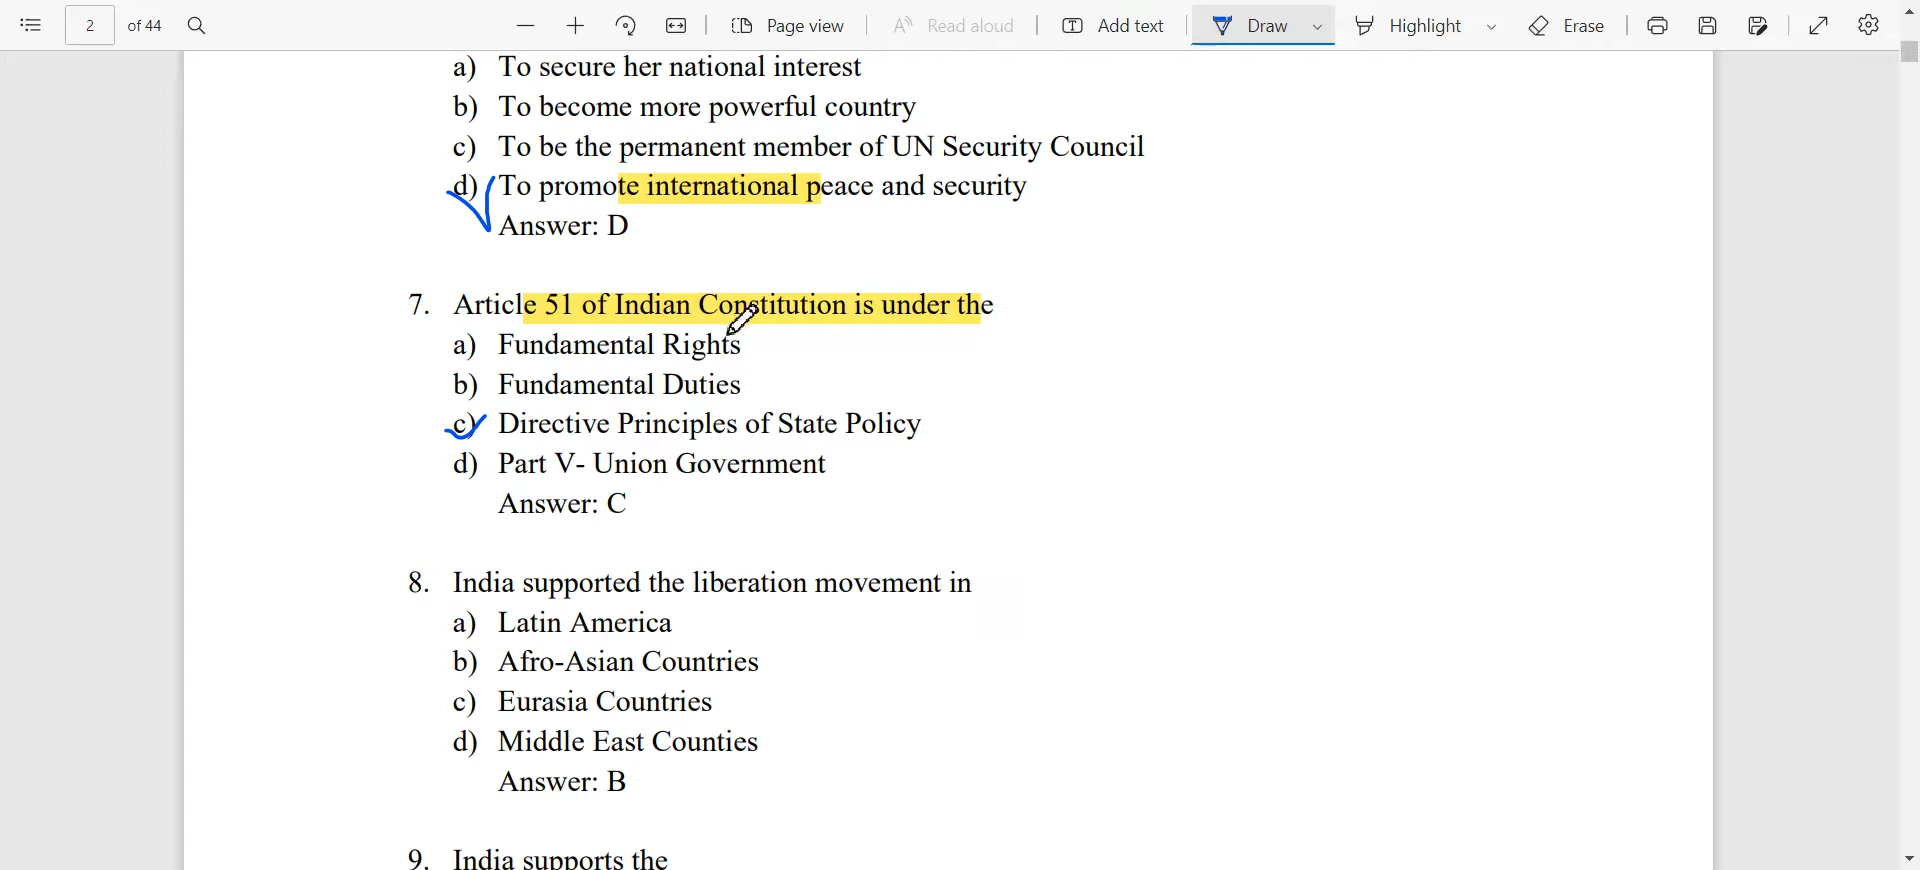 2 of 44 Page view Read aloud Add text Draw Highlight Erase
a) To secure her national interest
b) To become more powerful country
c) To be the permanent member of UN Security Council
d) To promote international peace and security
Answer: D
7. Article 51 of Indian Constitution is under the
a) Fundamental Rights
b) Fundamental Duties
c) Directive Principles of State Policy
d) Part V- Union Government
Answer: C
8. India supported the liberation movement in
a) Latin America
b) Afro-Asian Countries
c) Eurasia Countries
d) Middle East Counties
Answer: B
9. India supports the